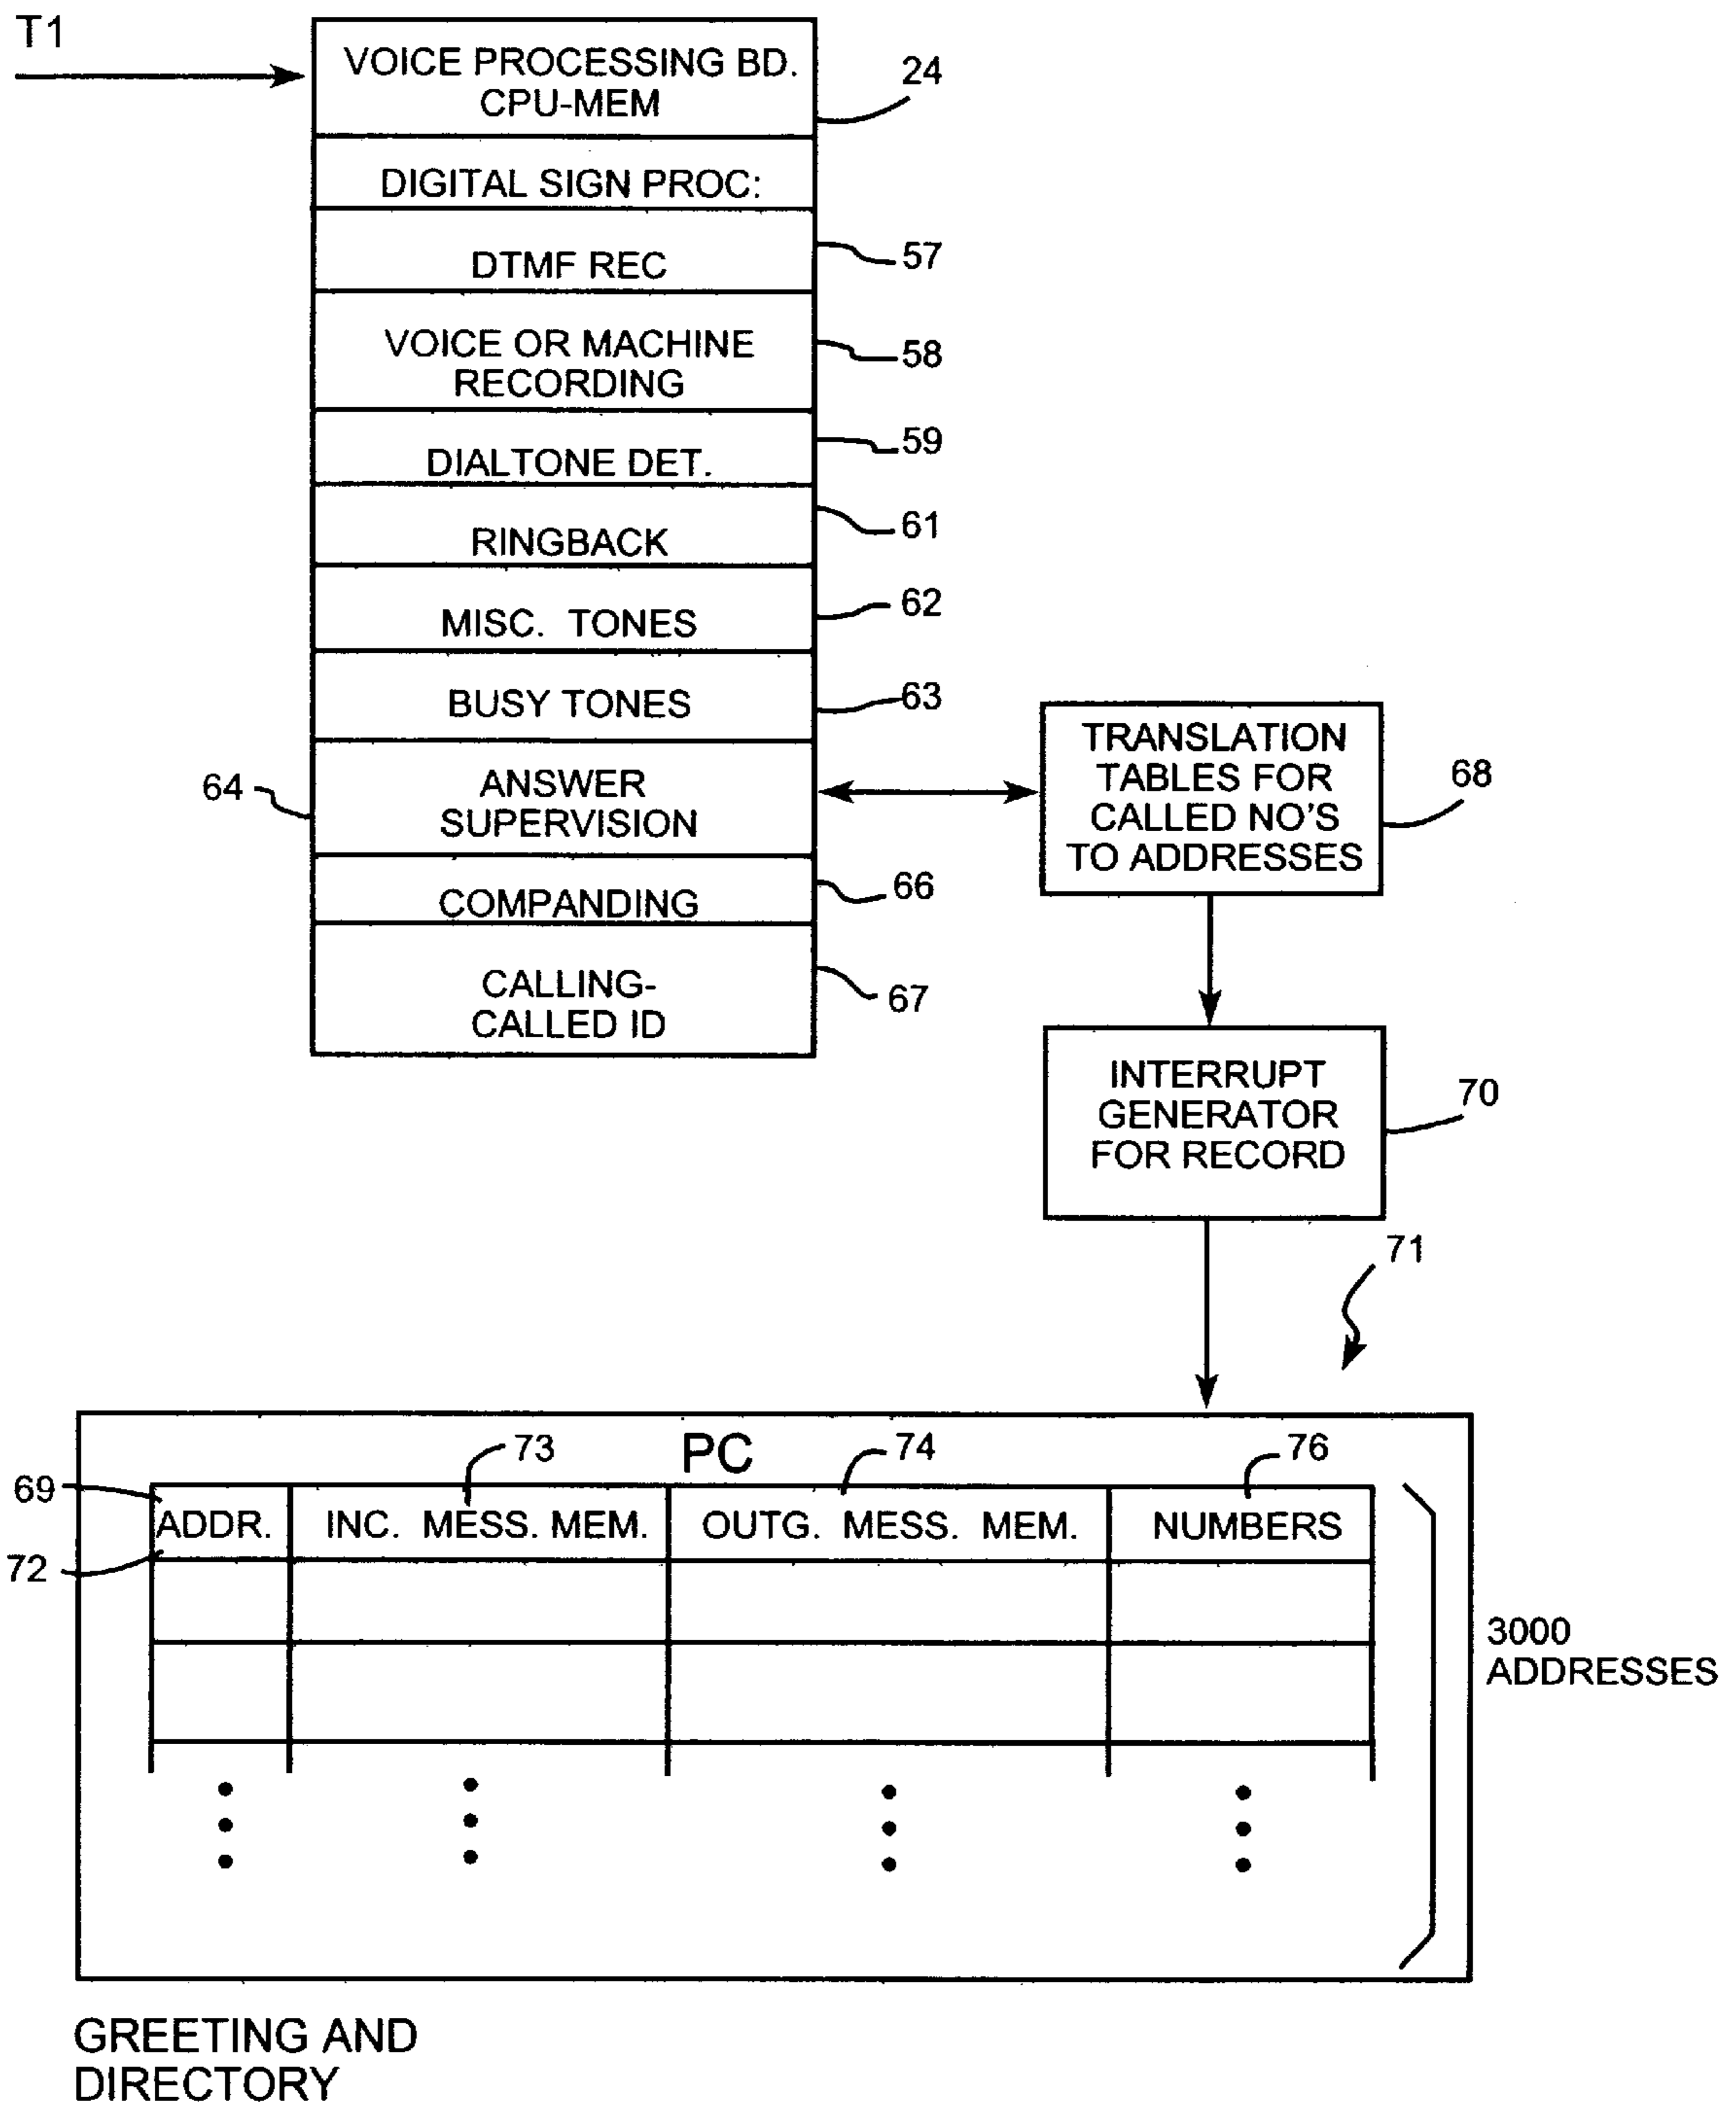 T1
VOICE PROCESSING BD.
CPU-MEM
24
DIGITAL SIGN PROC:
DTMF REC
57
VOICE OR MACHINE
RECORDING
58
DIALTONE DET.
59
RINGBACK
61
MISC. TONES
62
BUSY TONES
63
64
ANSWER
SUPERVISION
TRANSLATION
TABLES FOR
CALLED NO'S
TO ADDRESSES
68
COMPANDING
66
CALLING-
CALLED ID
67
INTERRUPT
GENERATOR
FOR RECORD
70
71
PC
73
74
76
69
ADDR.
INC. MESS. MEM.
OUTG. MESS. MEM.
NUMBERS
72
3000
ADDRESSES
GREETING AND
DIRECTORY